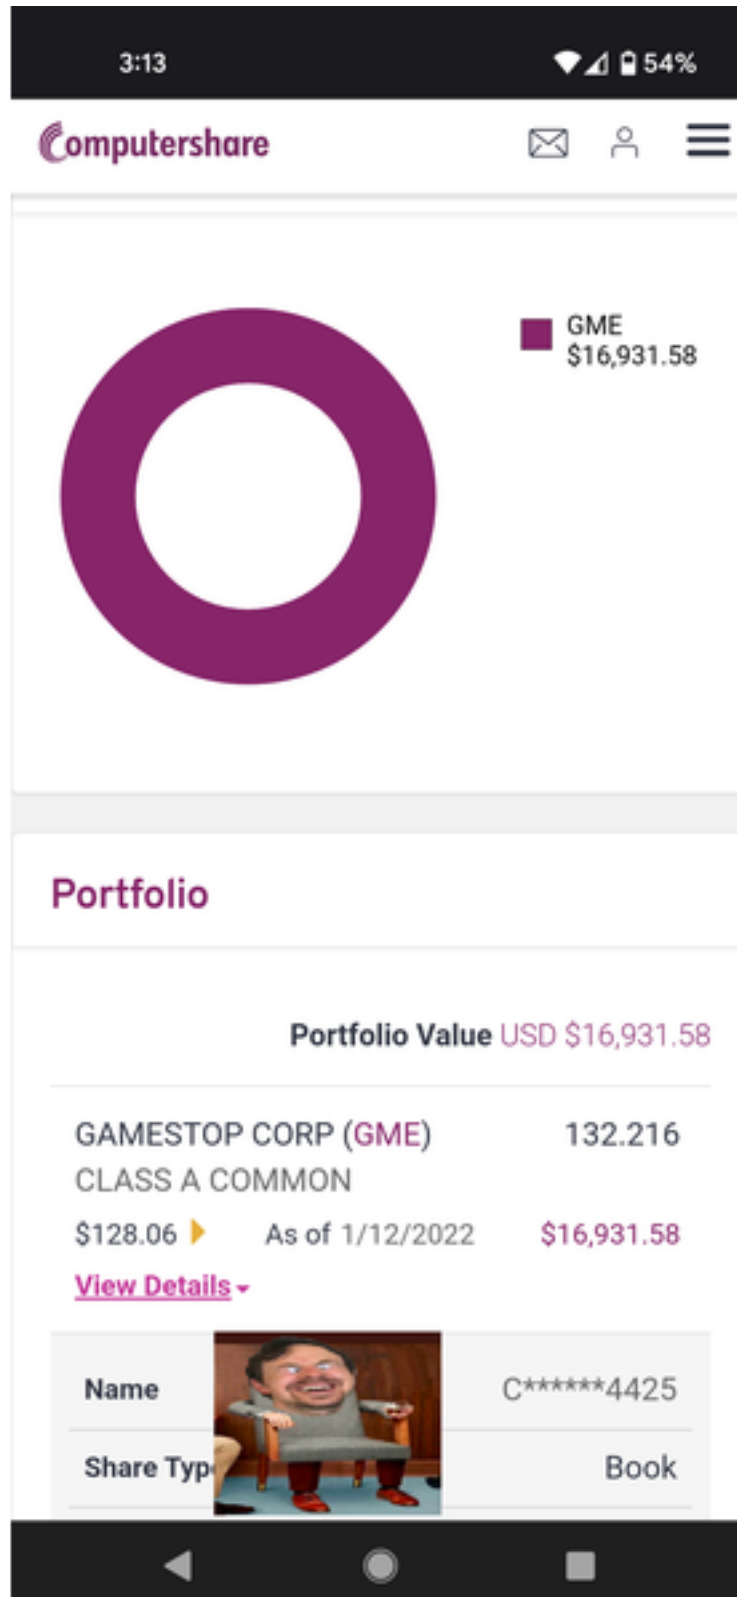 3:13 54%
Computershare
GME
$16,931.58
Portfolio
Portfolio Value USD $16,931.58
GAMESTOP CORP (GME) 132.216
CLASS A COMMON
$128.06 As of 1/12/2022 $16,931.58
View Details
Name C******4425
Share Typ Book